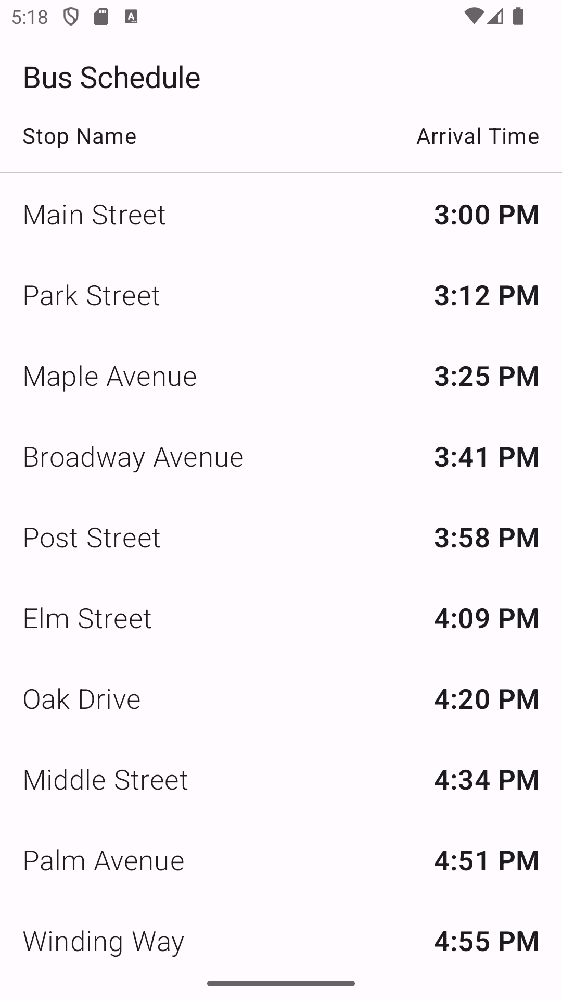 5:18
Bus Schedule
Stop Name Arrival Time
Main Street 3:00 PM
Park Street 3:12 PM
Maple Avenue 3:25 PM
Broadway Avenue 3:41 PM
Post Street 3:58 PM
Elm Street 4:09 PM
Oak Drive 4:20 PM
Middle Street 4:34 PM
Palm Avenue 4:51 PM
Winding Way 4:55 PM